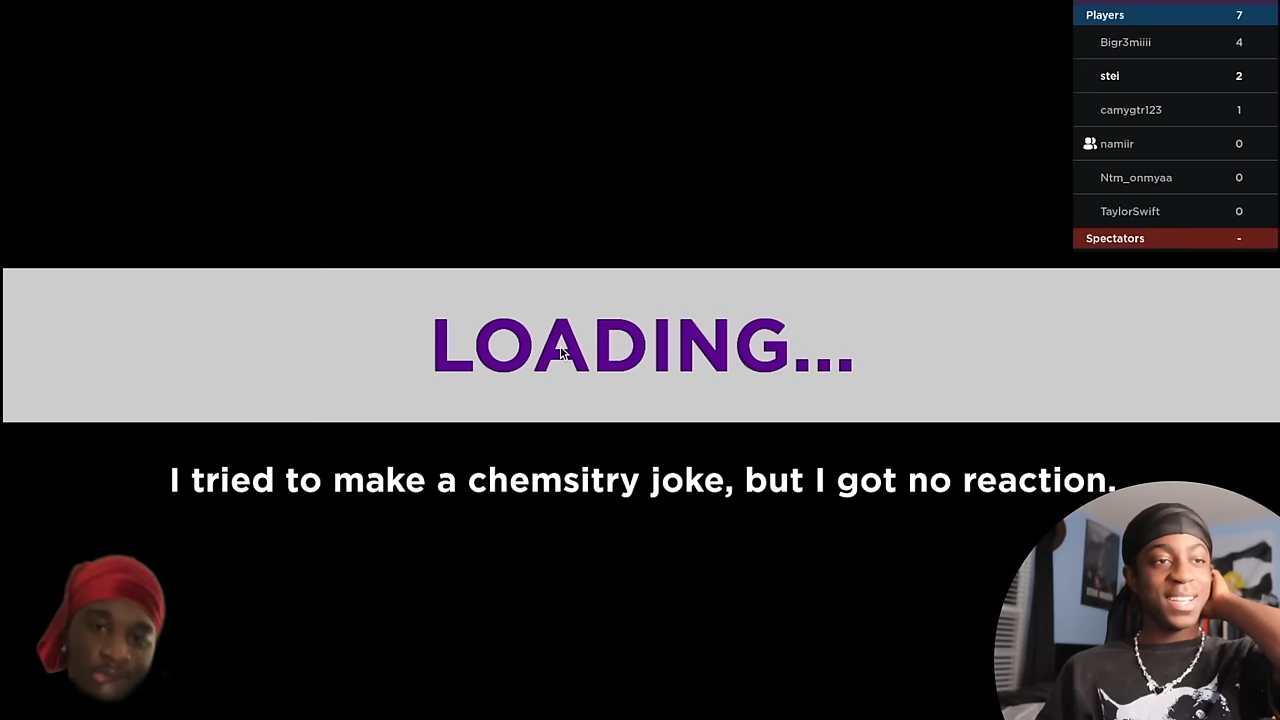 Players 7
Bigr3miiii 4
stei 2
camygtr123 1
namiir 0
Ntm_onmyaa 0
TaylorSwift 0
Spectators -
LOADING...
I tried to make a chemsitry joke, but I got no reaction.